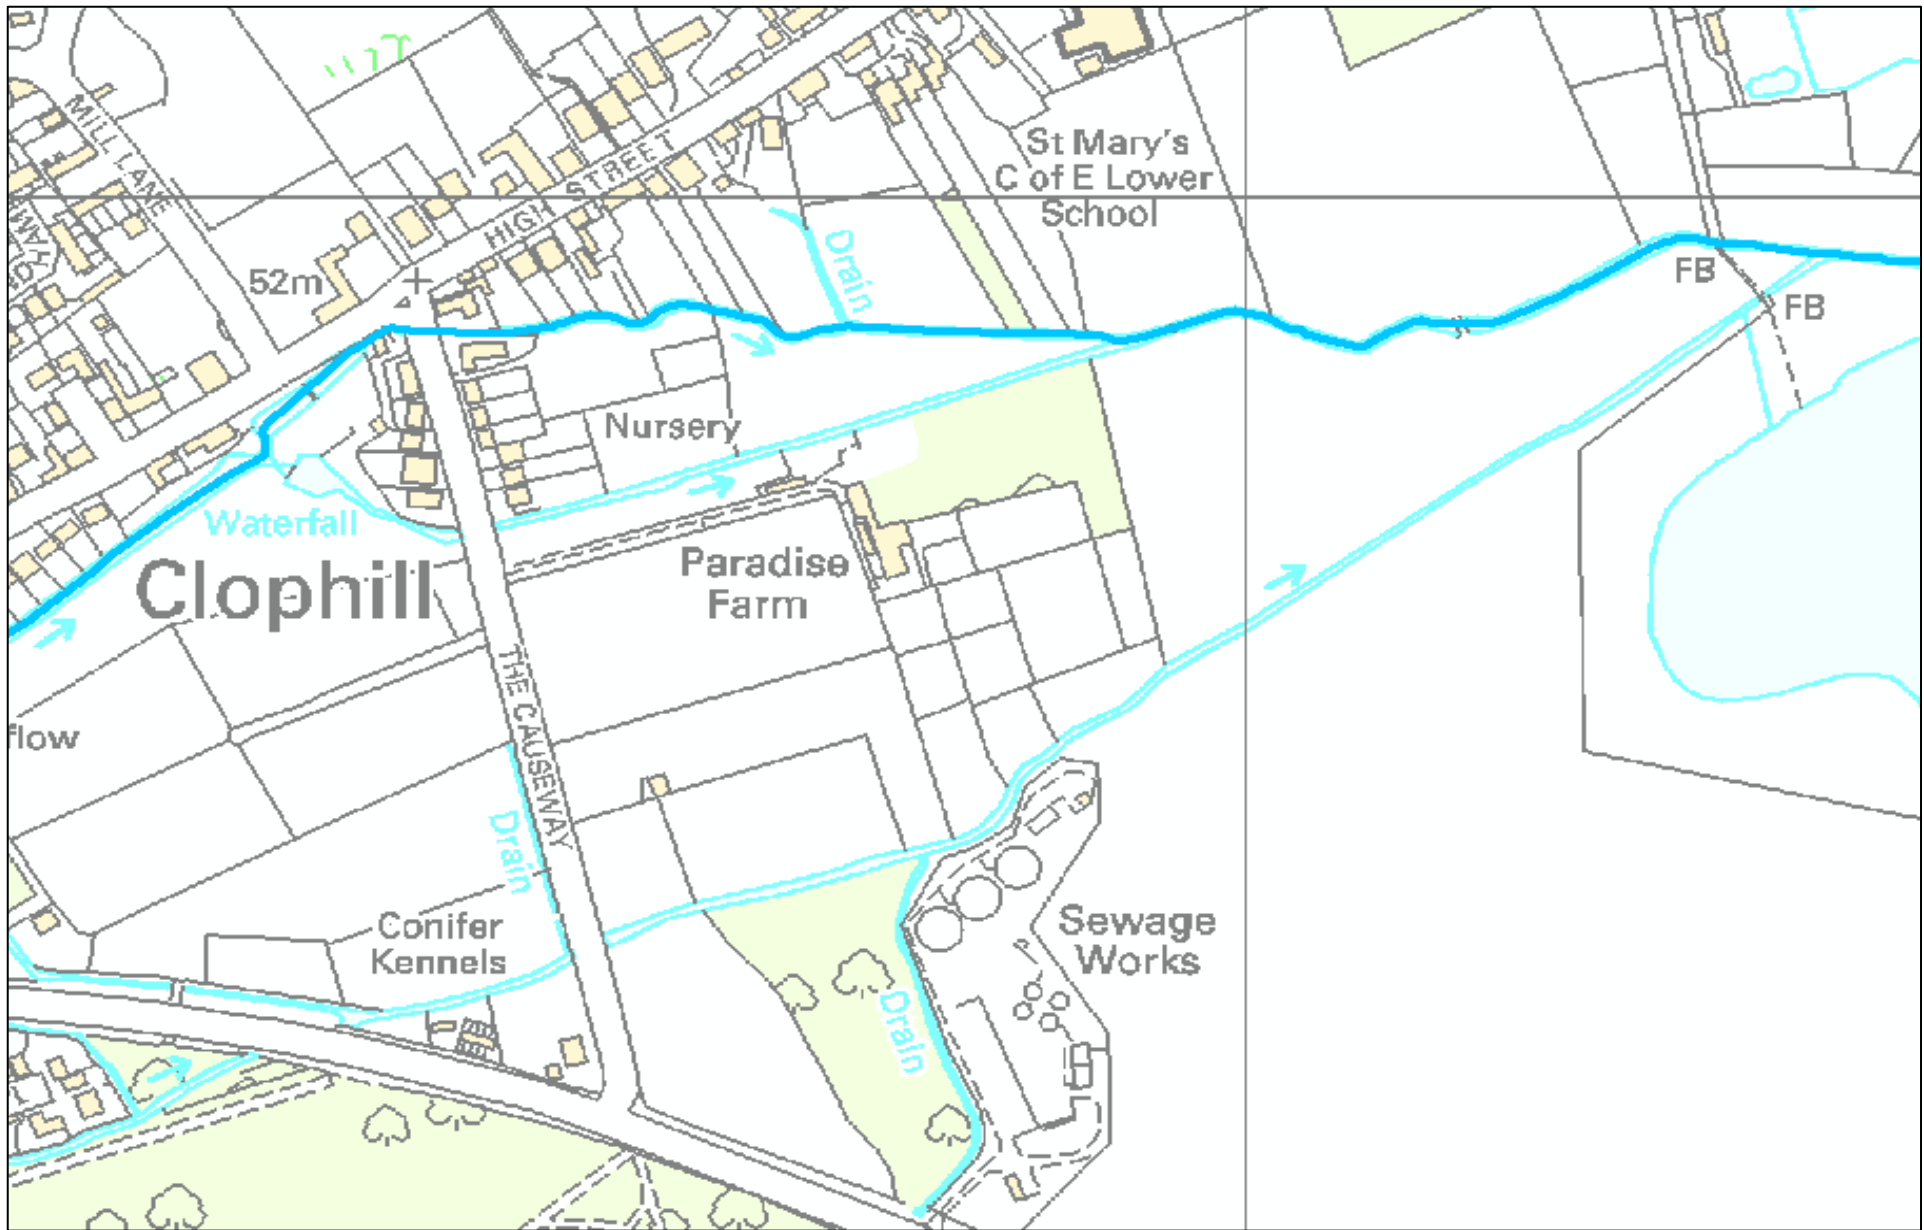 MILL LANE
HIGH STREET
St Mary's
C of E Lower
School
52m
Drain
FB
FB
Nursery
Waterfall
Clophill
Paradise
Farm
THE CAUSEWAY
flow
Drain
Conifer
Kennels
Sewage
Works
Drain